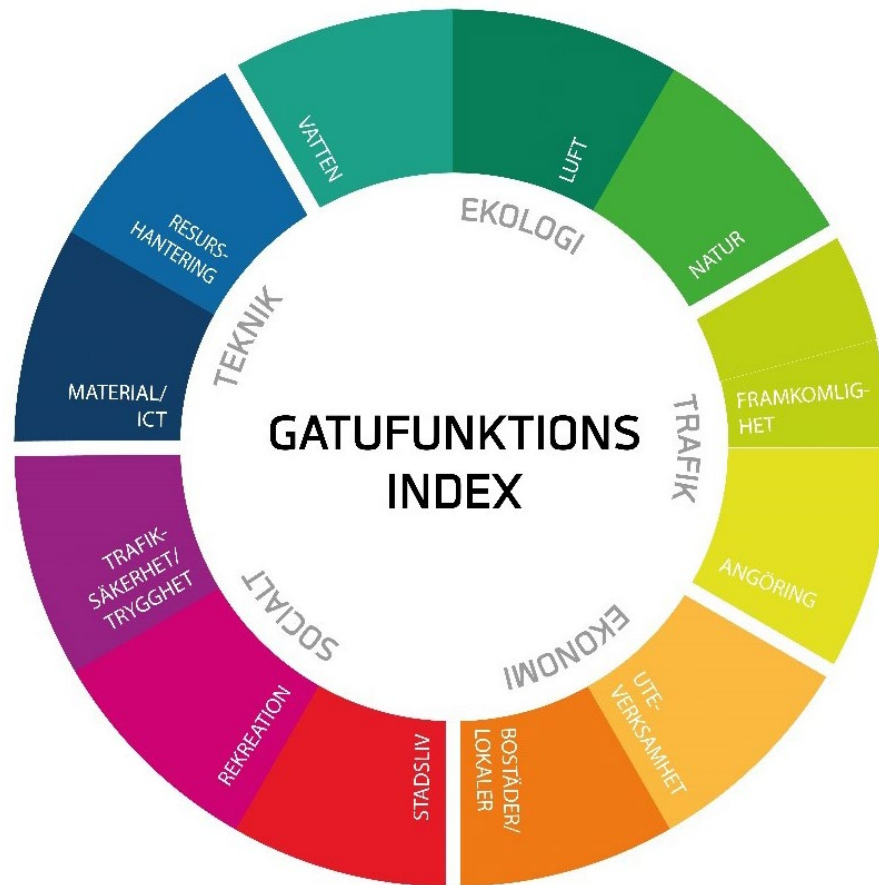 GATUFUNKTIONS
INDEX
EKOLOGI
VATTEN
LUFT
NATUR
TRAFIK
FRAMKOMLIG-
HET
ANGÖRING
EKONOMI
UTE-
VERKSAMHET
BOSTÄDER/
LOKALER
SOCIALT
STADSLIV
REKREATION
TRAFIK-
SÄKERHET/
TRYGGHET
TEKNIK
MATERIAL/
ICT
RESURS-
HANTERING